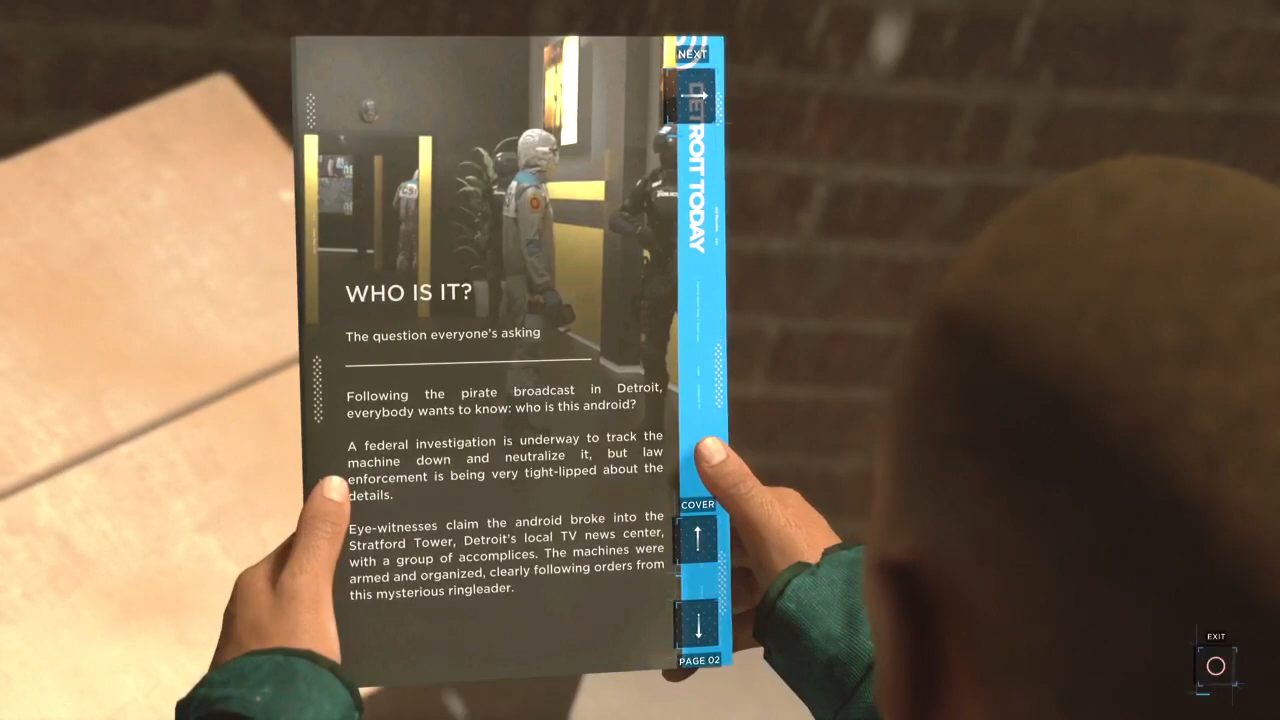 NEXT
DETROIT TODAY
WHO IS IT?
The question everyone's asking
Following the pirate broadcast in Detroit,
everybody wants to know: who is this android?
A federal investigation is underway to track the
machine down and neutralize it, but law
enforcement is being very tight-lipped about the
details.
Eye-witnesses claim the android broke into the
Stratford Tower, Detroit's local TV news center,
with a group of accomplices. The machines were
armed and organized, clearly following orders from
this mysterious ringleader.
COVER
PAGE 02
EXIT